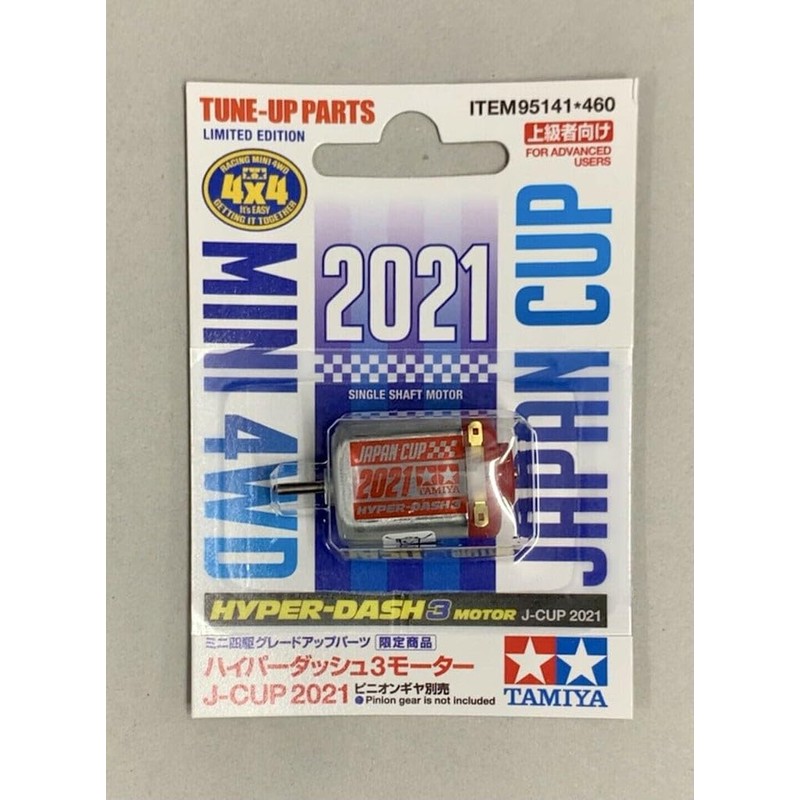 TUNE-UP PARTS
LIMITED EDITION
ITEM 95141*460
上級者向け
FOR ADVANCED
USERS
RACING MINI 4WD
4x4
It's EASY
GETTING IT TOGETHER
MINI 4WD
2021
JAPAN CUP
SINGLE SHAFT MOTOR
JAPAN CUP
2021
TAMIYA
HYPER-DASH3
HYPER-DASH3 MOTOR J-CUP 2021
ミニ四駆グレードアップパーツ 限定商品
ハイパーダッシュ3モーター
J-CUP 2021 ピニオンギヤ別売
Pinion gear is not included
TAMIYA